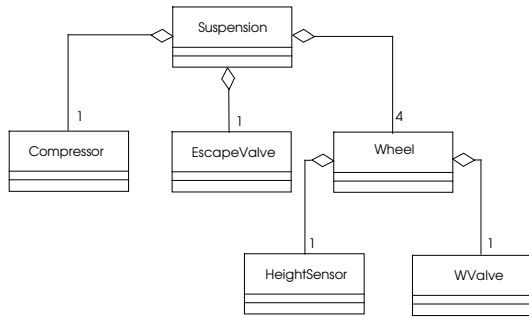 Suspension
1
1
4
Compressor
EscapeValve
Wheel
1
1
HeightSensor
WValve